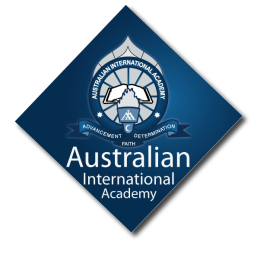 AUSTRALIAN INTERNATIONAL ACADEMY
ADVANCEMENT DETERMINATION
FAITH
Australian
International
Academy